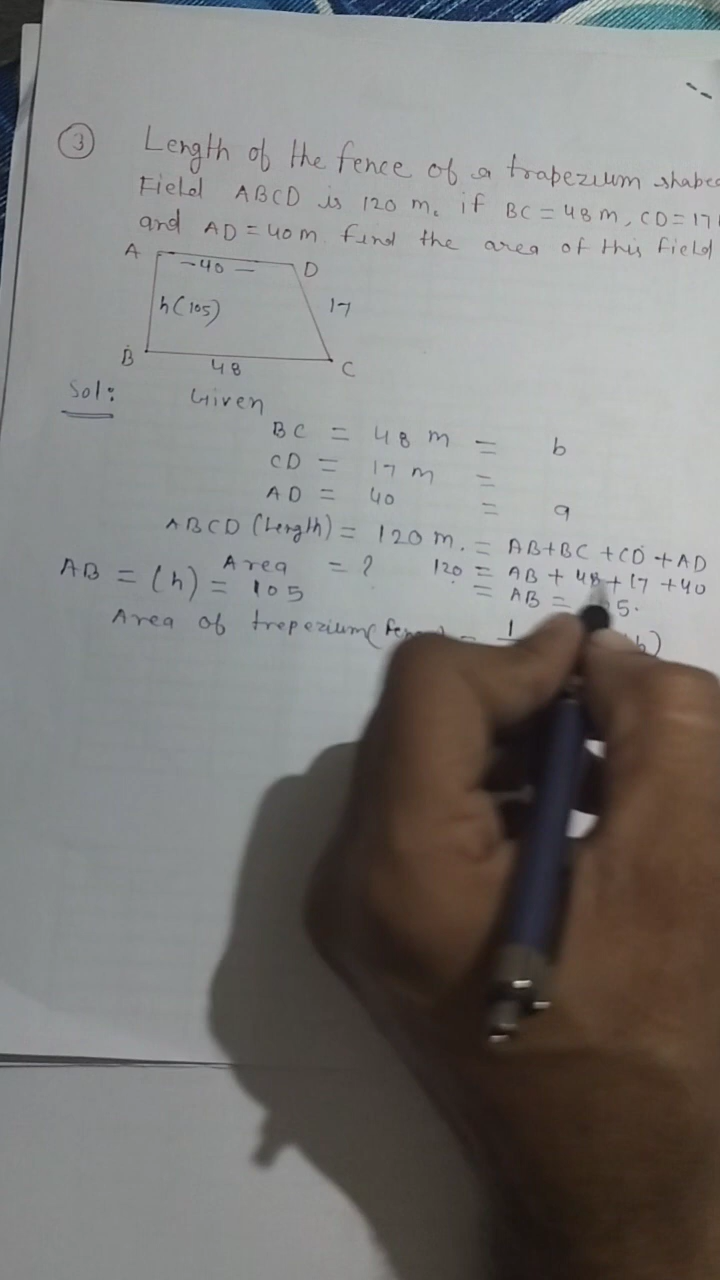 3 Length of the fence of a trapezium shaped
Field ABCD is 120 m. if BC = 48 m, CD = 17
and AD = 40 m. find the area of this field
A
- 40 -
D
h(105)
17
B
48
C
Sol: Given
BC = 48 m = b
CD = 17 m =
AD = 40 = a
ABCD (Length) = 120 m. = AB+BC+CD+AD
Area = ? 120 = AB + 48+17+40
AB = (h) = 105 = AB =
Area of trepezium( = 1 b)